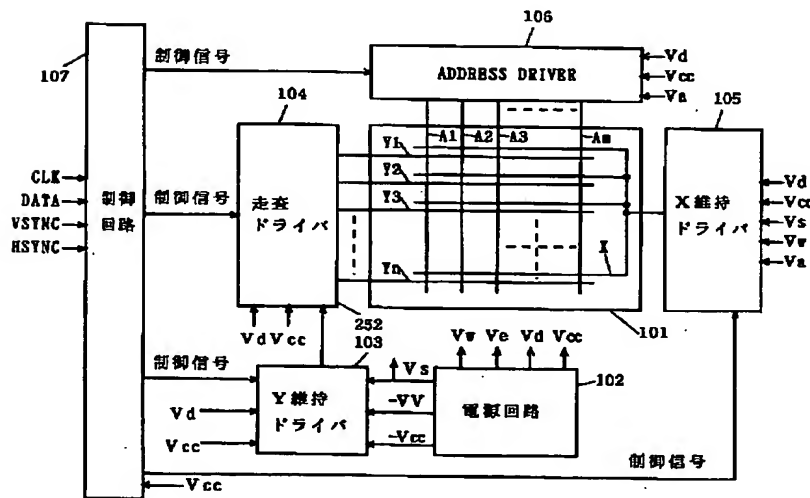 106
制御信号
107
ADDRESS DRIVER
Vd
Vcc
Va
104
105
A1 A2 A3 Am
Y1
Y2
Y3
Yn
X
CLK
DATA
VSYNC
HSYNC
制御
回路
制御信号
走査
ドライバ
X維持
ドライバ
Vd
Vcc
Vs
Vw
Va
252
103
101
Vd Vcc
Vw Ve Vd Vcc
制御信号
Vs
102
Y維持
ドライバ
-VV
電源回路
Vd
Vcc
-Vcc
制御信号
Vcc